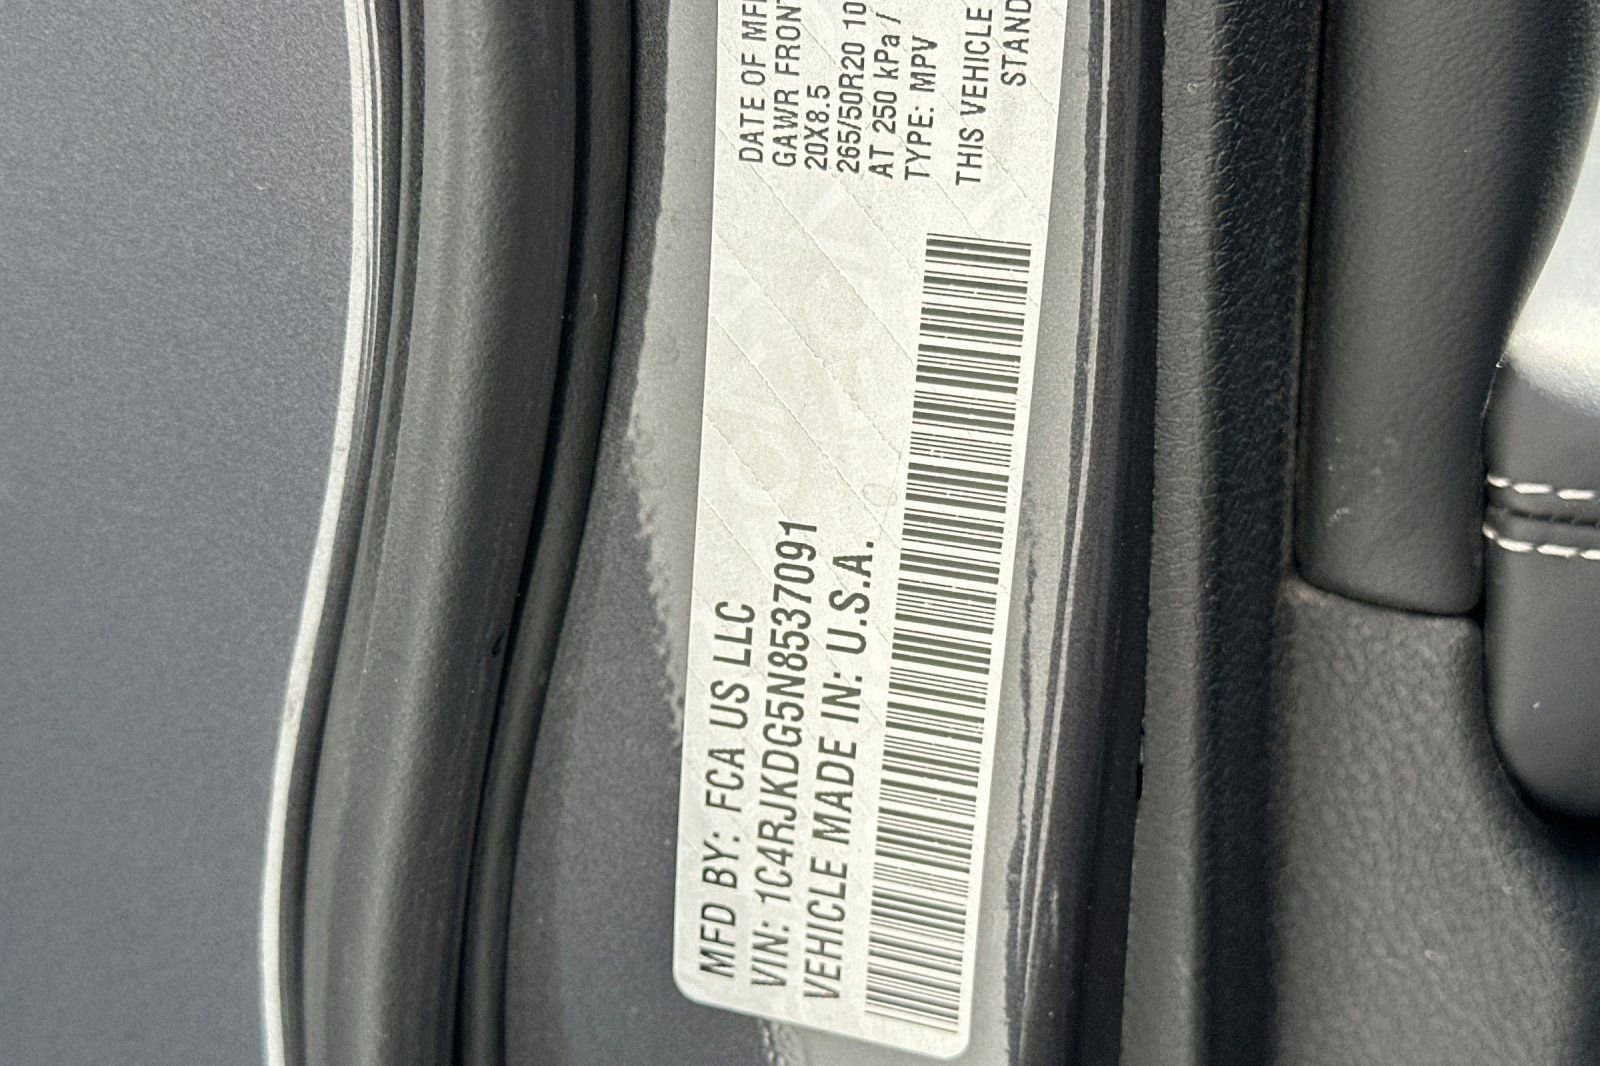 MFD BY: FCA US LLC
VIN: 1C4RJKDG5N8537091
VEHICLE MADE IN: U.S.A.
DATE OF MF
GAWR FRONT
20X8.5
265/50R20 10
AT 250 kPa /
TYPE: MPV
THIS VEHICLE
STAND